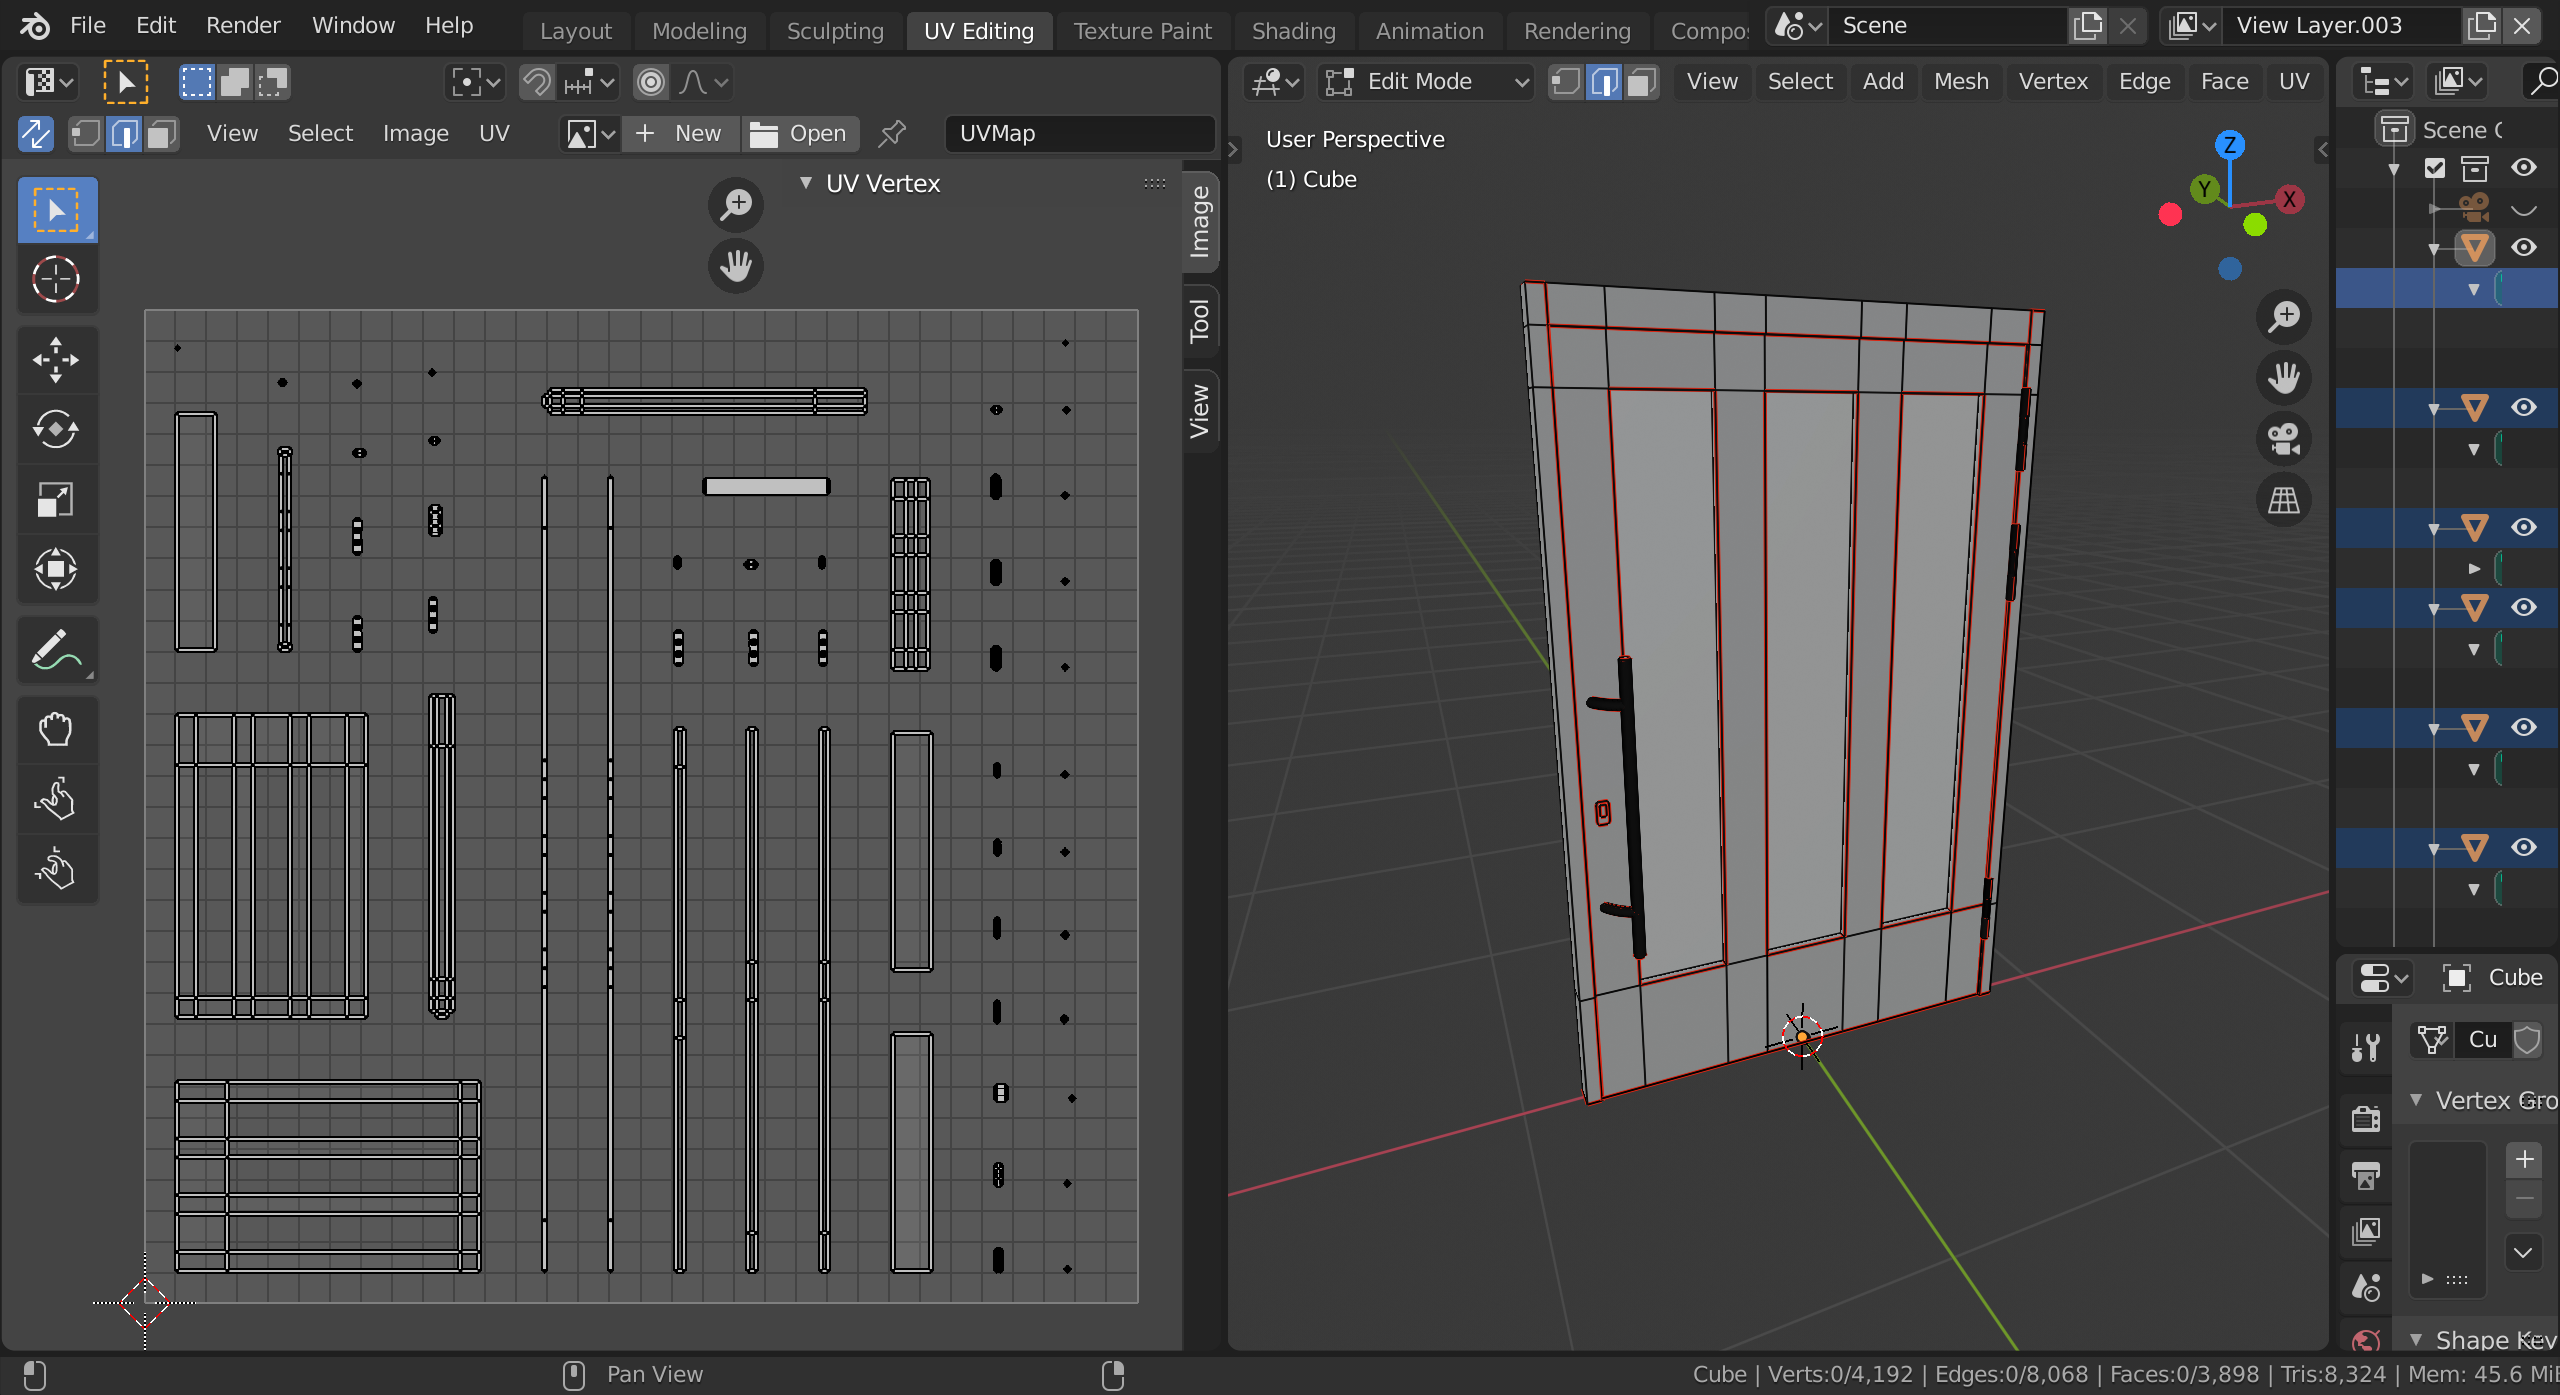 File Edit Render Window Help Layout Modeling Sculpting UV Editing Texture Paint Shading Animation Rendering Compo Scene View Layer.003
Edit Mode View Select Add Mesh Vertex Edge Face UV
View Select Image UV New Open UVMap
Scene C
User Perspective
(1) Cube
UV Vertex
Image
Tool
View
Z
Y
X
Cube
Cu
Vertex Gro
Shape Key
Pan View
Cube | Verts:0/4,192 | Edges:0/8,068 | Faces:0/3,898 | Tris:8,324 | Mem: 45.6 MiB